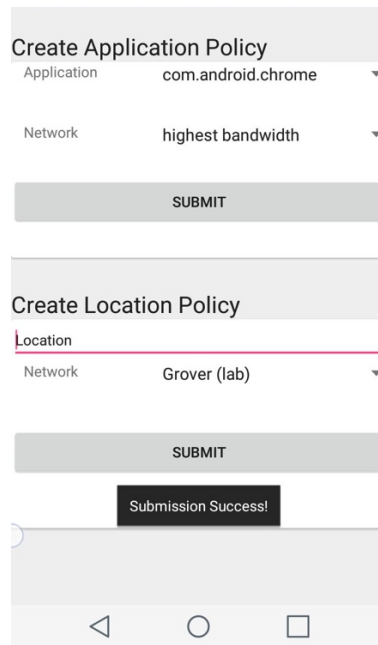 Create Application Policy
Application com.android.chrome
Network highest bandwidth
SUBMIT
Create Location Policy
Location
Network Grover (lab)
SUBMIT
Submission Success!